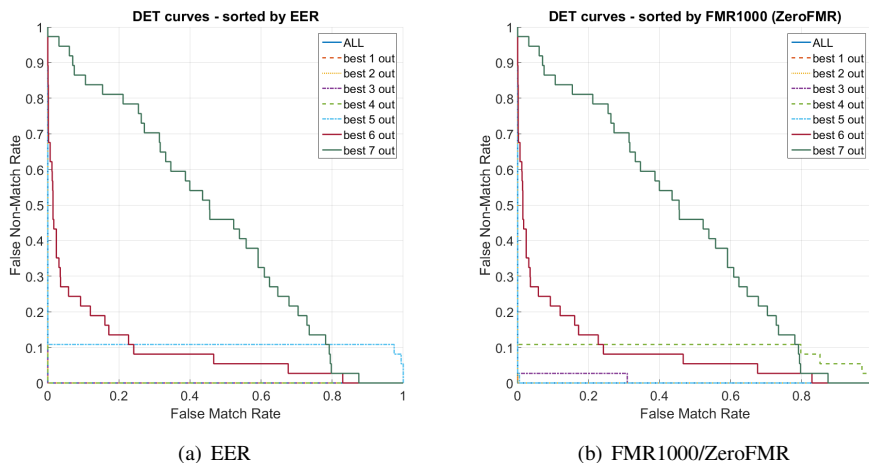 DET curves - sorted by EER
ALL
best 1 out
best 2 out
best 3 out
best 4 out
best 5 out
best 6 out
best 7 out
False Non-Match Rate
1
0.9
0.8
0.7
0.6
0.5
0.4
0.3
0.2
0.1
0
0 0.2 0.4 0.6 0.8 1
False Match Rate
(a) EER
DET curves - sorted by FMR1000 (ZeroFMR)
ALL
best 1 out
best 2 out
best 3 out
best 4 out
best 5 out
best 6 out
best 7 out
False Non-Match Rate
1
0.9
0.8
0.7
0.6
0.5
0.4
0.3
0.2
0.1
0
0 0.2 0.4 0.6 0.8
False Match Rate
(b) FMR1000/ZeroFMR